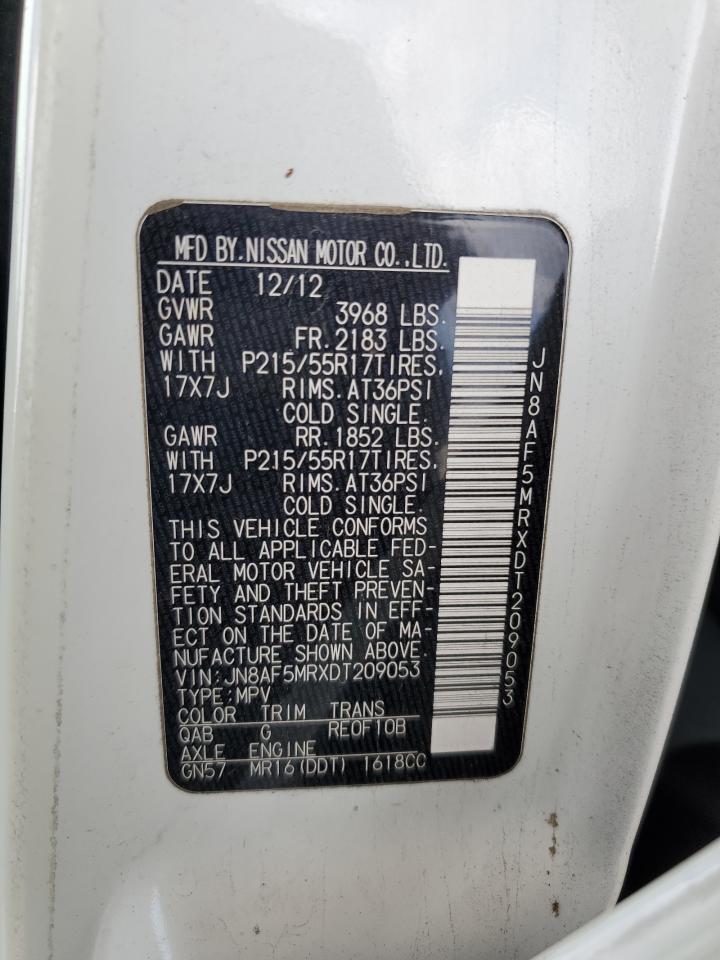 MFD BY.NISSAN MOTOR CO.,LTD.
DATE 12/12
GVWR 3968 LBS.
GAWR FR.2183 LBS.
WITH P215/55R17TIRES,
17X7J RIMS.AT36PSI
COLD SINGLE.
GAWR RR.1852 LBS.
WITH P215/55R17TIRES,
17X7J RIMS.AT36PSI
COLD SINGLE.
THIS VEHICLE CONFORMS
TO ALL APPLICABLE FED-
ERAL MOTOR VEHICLE SA-
FETY AND THEFT PREVEN-
TION STANDARDS IN EFF-
ECT ON THE DATE OF MA-
NUFACTURE SHOWN ABOVE.
VIN:JN8AF5MRXDT209053
TYPE:MPV
COLOR TRIM TRANS
QAB G RE0F10B
AXLE ENGINE
GN57 MR16(DDT) 1618CC
JN8AF5MRXDT209053